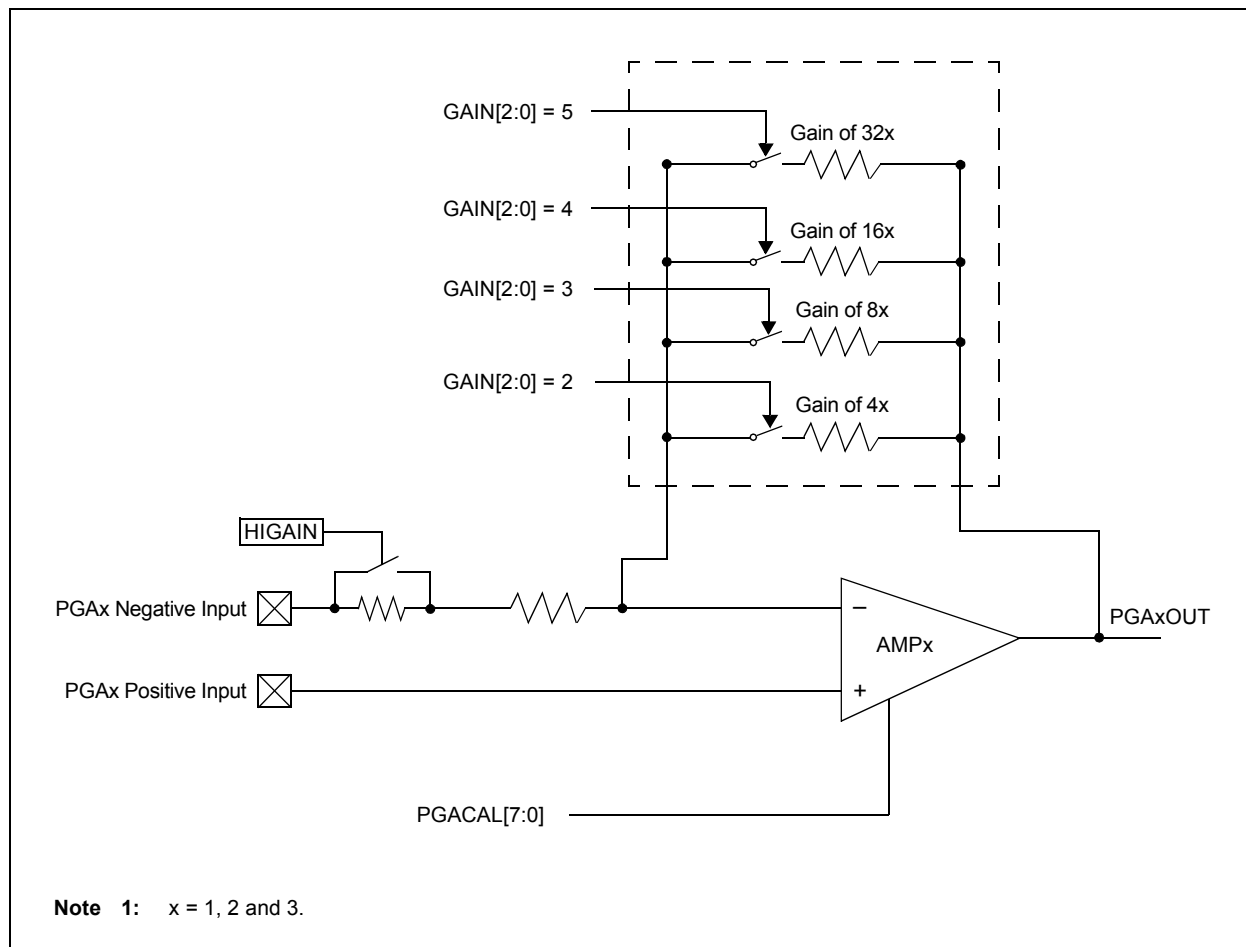 GAIN[2:0] = 5
Gain of 32x
GAIN[2:0] = 4
Gain of 16x
GAIN[2:0] = 3
Gain of 8x
GAIN[2:0] = 2
Gain of 4x
HIGAIN
PGAx Negative Input
–
PGAxOUT
AMPx
PGAx Positive Input
+
PGACAL[7:0]
Note 1: x = 1, 2 and 3.